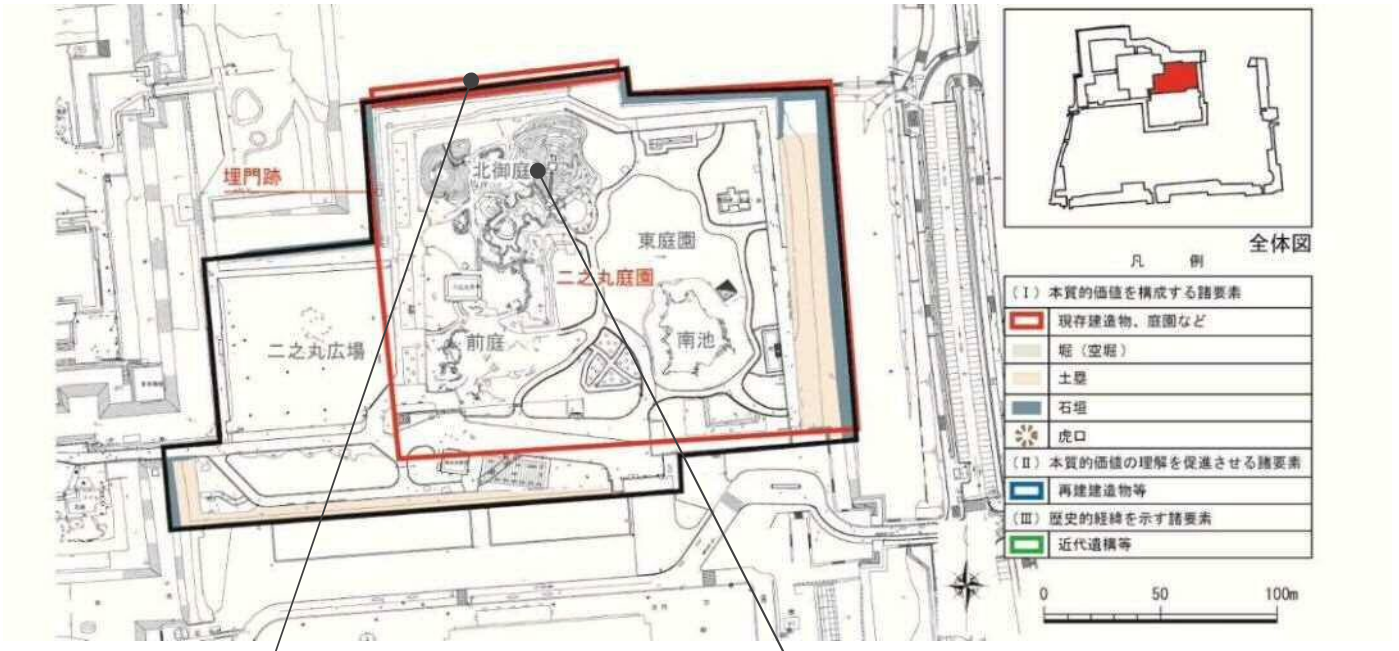 埋門跡
北御庭
東庭園
二之丸庭園
二之丸広場
前庭
南池
全体図
凡 例
(Ⅰ) 本質的価値を構成する諸要素
現存建造物、庭園など
堀（空堀）
土塁
石垣
虎口
(Ⅱ) 本質的価値の理解を促進させる諸要素
再建建造物等
(Ⅲ) 歴史的経緯を示す諸要素
近代遺構等
0 50 100m